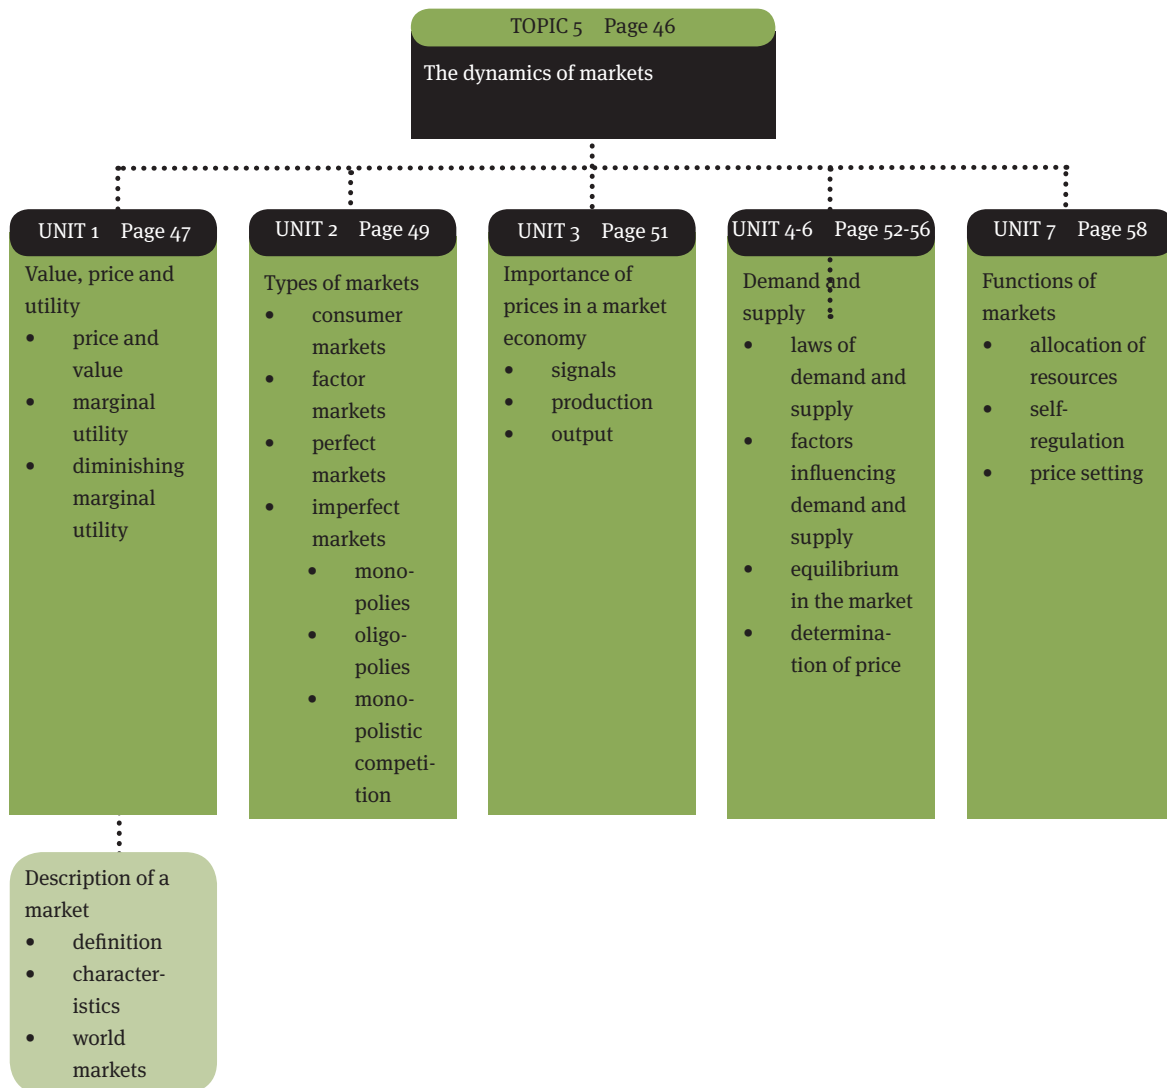 TOPIC 5 Page 46
The dynamics of markets
UNIT 1 Page 47
Value, price and
utility
• price and
value
• marginal
utility
• diminishing
marginal
utility
Description of a
market
• definition
• character-
istics
• world
markets
UNIT 2 Page 49
Types of markets
• consumer
markets
• factor
markets
• perfect
markets
• imperfect
markets
• mono-
polies
• oligo-
polies
• mono-
polistic
competi-
tion
UNIT 3 Page 51
Importance of
prices in a market
economy
• signals
• production
• output
UNIT 4-6 Page 52-56
Demand and
supply
• laws of
demand and
supply
• factors
influencing
demand and
supply
• equilibrium
in the market
• determina-
tion of price
UNIT 7 Page 58
Functions of
markets
• allocation of
resources
• self-
regulation
• price setting